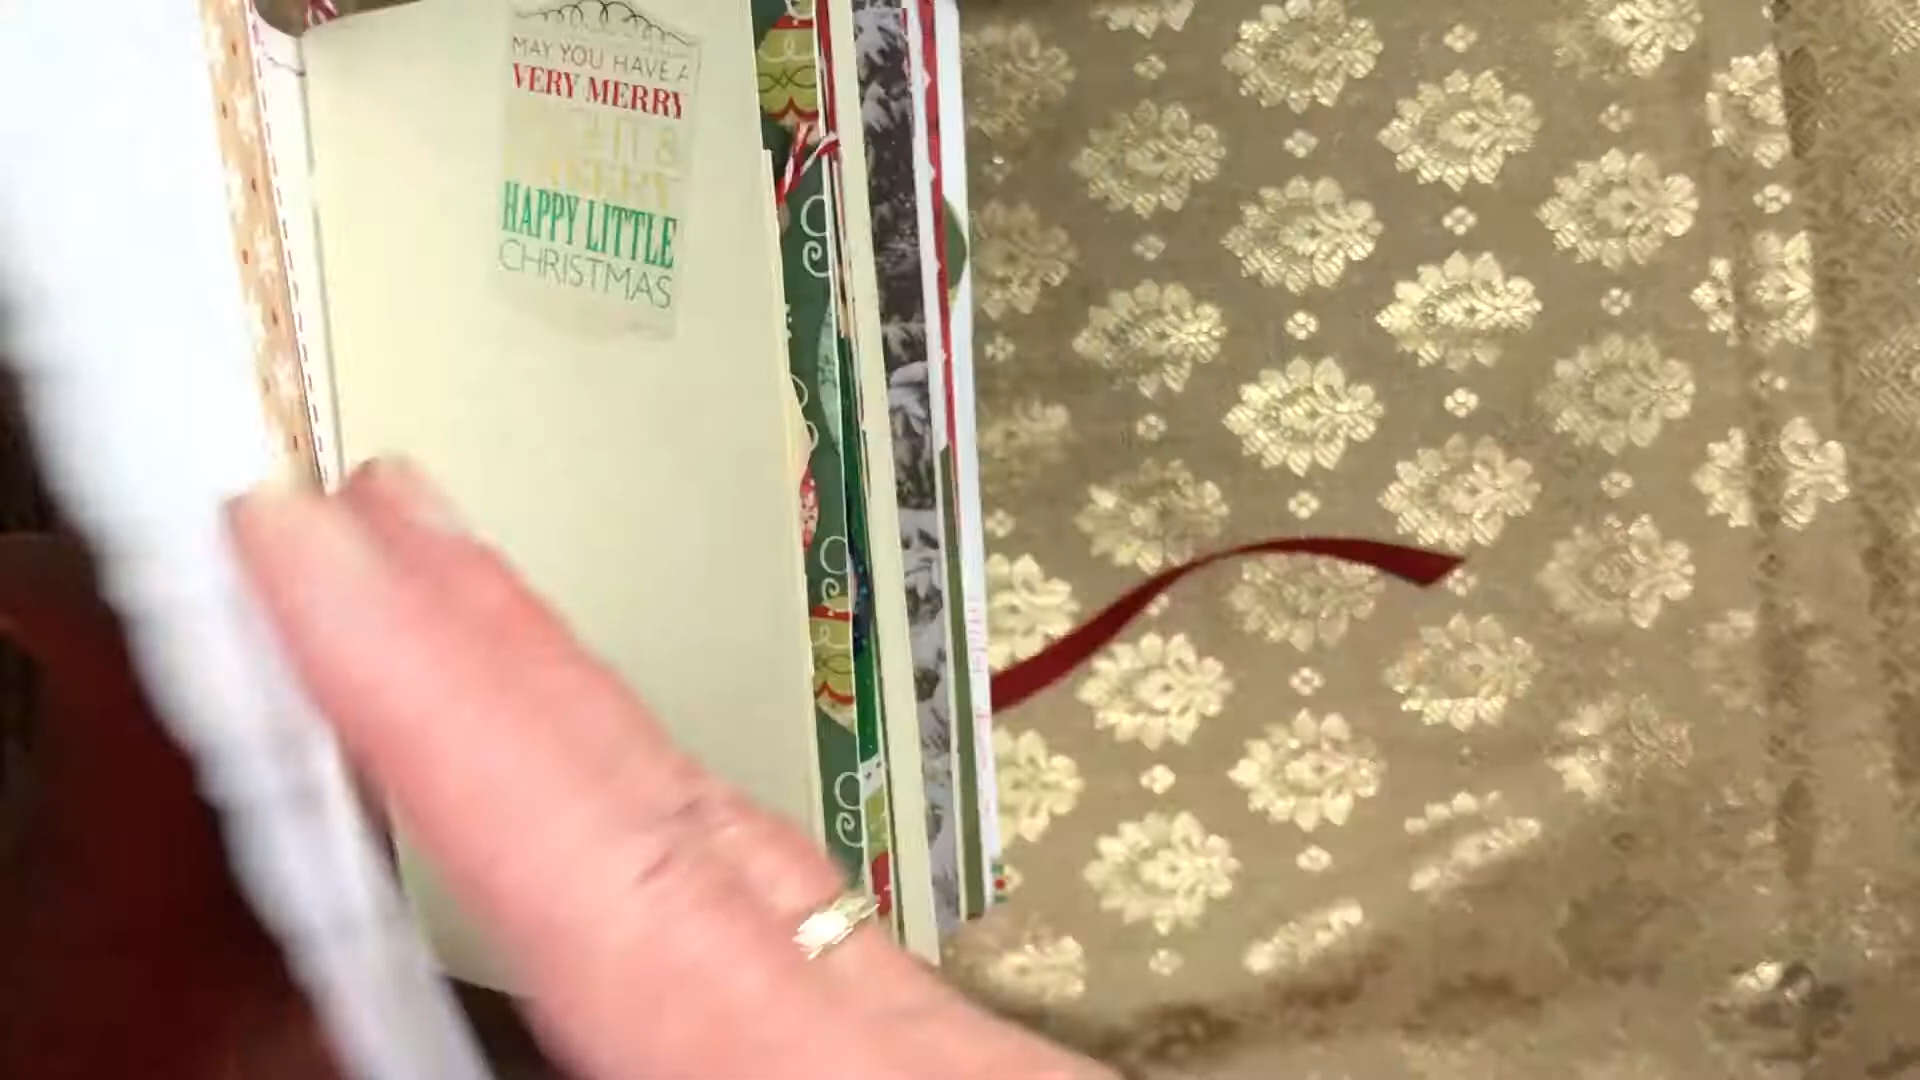 MAY YOU HAVE A
VERY MERRY
&
HAPPY LITTLE
CHRISTMAS